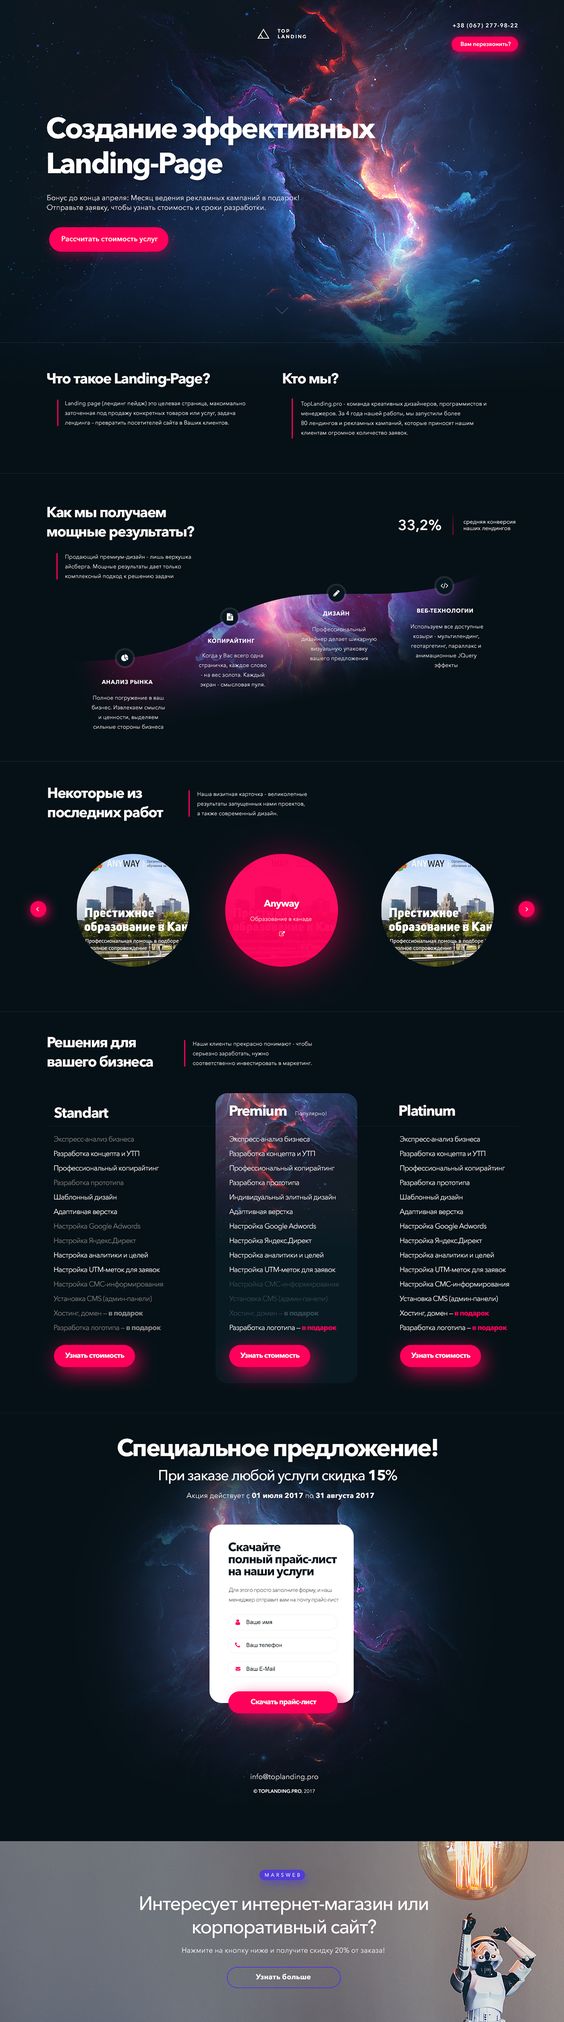 TOP
LANDING
+38 (067) 277-98-22
Вам перезвонить?
Создание эффективных
Landing-Page
Бонус до конца апреля: Месяц ведения рекламных кампаний в подарок!
Отправьте заявку, чтобы узнать стоимость и сроки разработки.
Рассчитать стоимость услуг
Что такое Landing-Page?
Landing page (лендинг пейдж) это целевая страница, максимально
заточенная под продажу конкретных товаров или услуг, задача
лендинга - превратить посетителей сайта в Ваших клиентов.
Кто мы?
TopLanding.pro - команда креативных дизайнеров, программистов и
менеджеров. За 4 года нашей работы, мы запустили более
80 лендингов и рекламных кампаний, которые приносят нашим
клиентам огромное количество заявок.
Как мы получаем
мощные результаты?
33,2%
средняя конверсия
наших лендингов
Продающий премиум-дизайн - лишь верхушка
айсберга. Мощные результаты дает только
комплексный подход к решению задачи
АНАЛИЗ РЫНКА
Полное погружение в ваш
бизнес. Извлекаем смыслы
и ценности, выделяем
сильные стороны бизнеса
КОПИРАЙТИНГ
Когда у Вас всего одна
страничка, каждое слово
- на вес золота. Каждый
экран - смысловая пуля.
ДИЗАЙН
Профессиональный
дизайнер делает шикарную
визуальную упаковку
вашего предложения
ВЕБ-ТЕХНОЛОГИИ
Используем все доступные
козыри - мультилендинг,
геотаргетинг, параллакс и
анимационные JQuery
эффекты
Некоторые из
последних работ
Наша визитная карточка - великолепные
результаты запущенных нами проектов,
а также современный дизайн.
ANYWAY
Престижное
образование в Кан
Профессиональная помощь в подборе
полное сопровождение
Anyway
Образование в канаде
ANYWAY
Престижное
образование в Кан
Профессиональная помощь в подборе
полное сопровождение
Решения для
вашего бизнеса
Наши клиенты прекрасно понимают - чтобы
серьезно заработать, нужно
соответственно инвестировать в маркетинг.
Standart
Экспресс-анализ бизнеса
Разработка концепта и УТП
Профессиональный копирайтинг
Разработка прототипа
Шаблонный дизайн
Адаптивная верстка
Настройка Google Adwords
Настройка Яндекс.Директ
Настройка аналитики и целей
Настройка UTM-меток для заявок
Настройка СМС-информирования
Установка CMS (админ-панели)
Хостинг, домен – в подарок
Разработка логотипа – в подарок
Узнать стоимость
Premium Популярно!
Экспресс-анализ бизнеса
Разработка концепта и УТП
Профессиональный копирайтинг
Разработка прототипа
Индивидуальный элитный дизайн
Адаптивная верстка
Настройка Google Adwords
Настройка Яндекс.Директ
Настройка аналитики и целей
Настройка UTM-меток для заявок
Настройка СМС-информирования
Установка CMS (админ-панели)
Хостинг, домен – в подарок
Разработка логотипа – в подарок
Узнать стоимость
Platinum
Экспресс-анализ бизнеса
Разработка концепта и УТП
Профессиональный копирайтинг
Разработка прототипа
Шаблонный дизайн
Адаптивная верстка
Настройка Google Adwords
Настройка Яндекс.Директ
Настройка аналитики и целей
Настройка UTM-меток для заявок
Настройка СМС-информирования
Установка CMS (админ-панели)
Хостинг, домен – в подарок
Разработка логотипа – в подарок
Узнать стоимость
Специальное предложение!
При заказе любой услуги скидка 15%
Акция действует с 01 июля 2017 по 31 августа 2017
Скачайте
полный прайс-лист
на наши услуги
Для этого просто заполните форму, и наш
менеджер отправит вам на почту прайс-лист
Ваше имя
Ваш телефон
Ваш E-Mail
Скачать прайс-лист
info@toplanding.pro
© TOPLANDING.PRO, 2017
MARSWEB
Интересует интернет-магазин или
корпоративный сайт?
Нажмите на кнопку ниже и получите скидку 20% от заказа!
Узнать больше